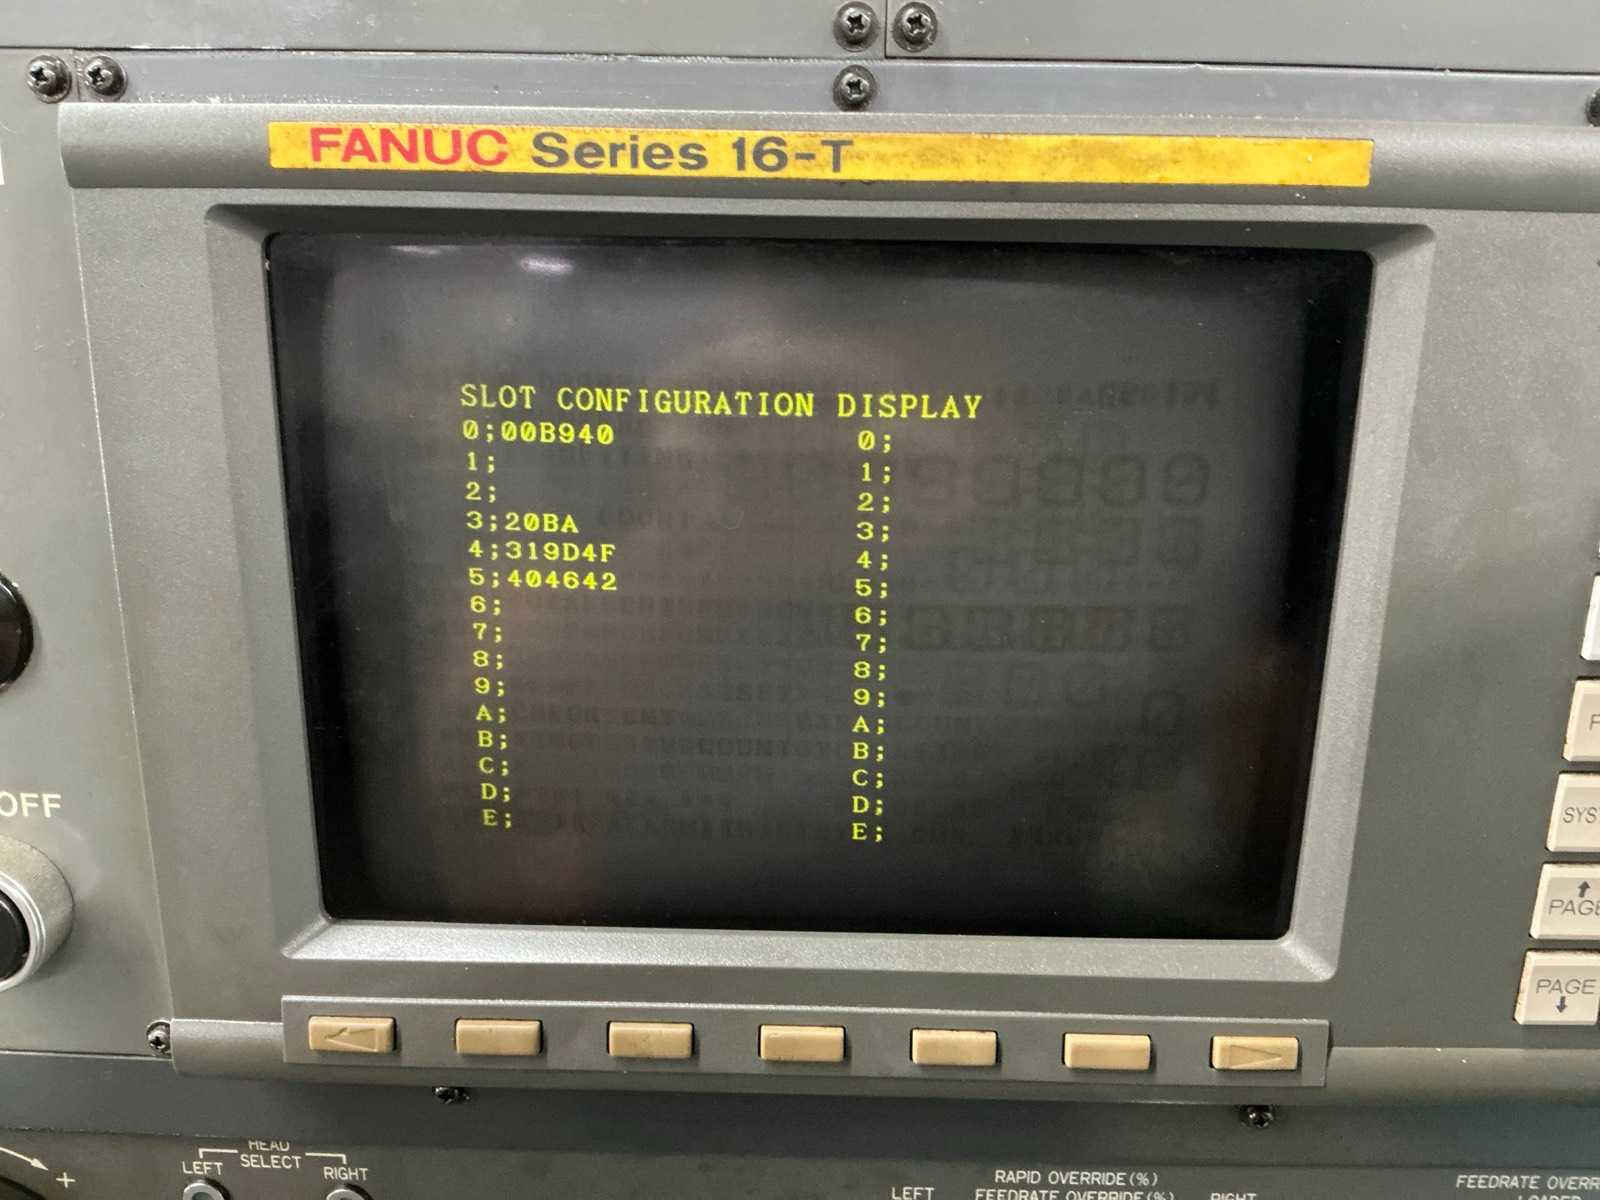 FANUC Series 16-T
SLOT CONFIGURATION DISPLAY
0;00B940 0;
1; 1;
2; 2;
3;20BA 3;
4;319D4F 4;
5;404642 5;
6; 6;
7; 7;
8; 8;
9; 9;
A; A;
B; B;
C; C;
D; D;
E; E;
OFF
PAGE
PAGE
HEAD
LEFT SELECT RIGHT
+
RAPID OVERRIDE(%)
LEFT FEEDRATE OVERRIDE(%) RIGHT
FEEDRATE